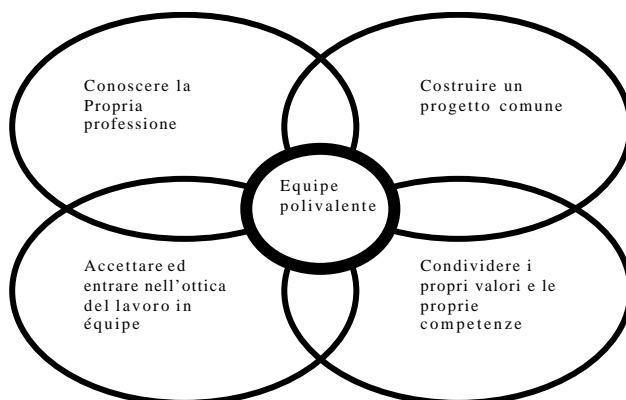 Conoscere la
Propria
professione
Costruire un
progetto comune
Equipe
polivalente
Accettare ed
entrare nell'ottica
del lavoro in
équipe
Condividere i
propri valori e le
proprie
competenze